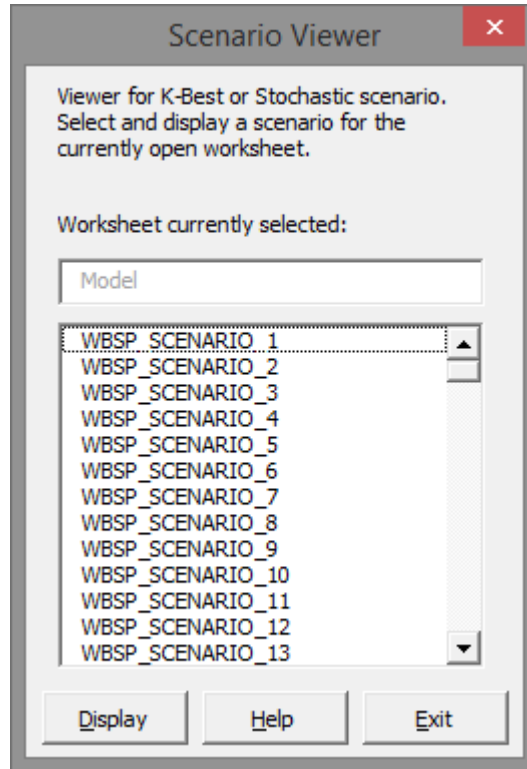 Scenario Viewer
Viewer for K-Best or Stochastic scenario.
Select and display a scenario for the
currently open worksheet.
Worksheet currently selected:
Model
WBSP_SCENARIO_1
WBSP_SCENARIO_2
WBSP_SCENARIO_3
WBSP_SCENARIO_4
WBSP_SCENARIO_5
WBSP_SCENARIO_6
WBSP_SCENARIO_7
WBSP_SCENARIO_8
WBSP_SCENARIO_9
WBSP_SCENARIO_10
WBSP_SCENARIO_11
WBSP_SCENARIO_12
WBSP_SCENARIO_13
Display Help Exit